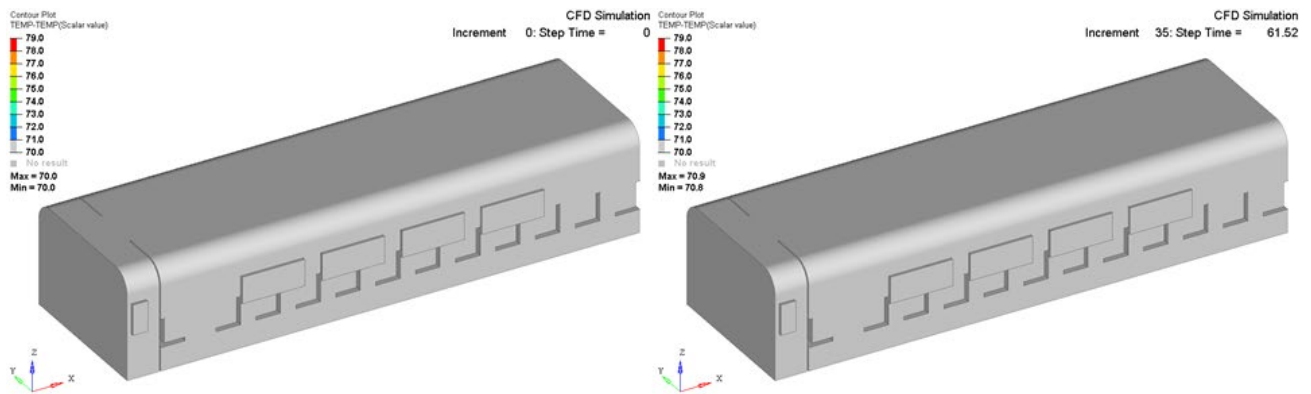 Contour Plot
TEMP-TEMP(Scalar value)
79.0
78.0
77.0
76.0
75.0
74.0
73.0
72.0
71.0
70.0
No result
Max = 70.0
Min = 70.0
CFD Simulation
Increment 0: Step Time = 0
Z
Y
X
Contour Plot
TEMP-TEMP(Scalar value)
79.0
78.0
77.0
76.0
75.0
74.0
73.0
72.0
71.0
70.0
No result
Max = 70.9
Min = 70.8
CFD Simulation
Increment 35: Step Time = 61.52
Z
Y
X